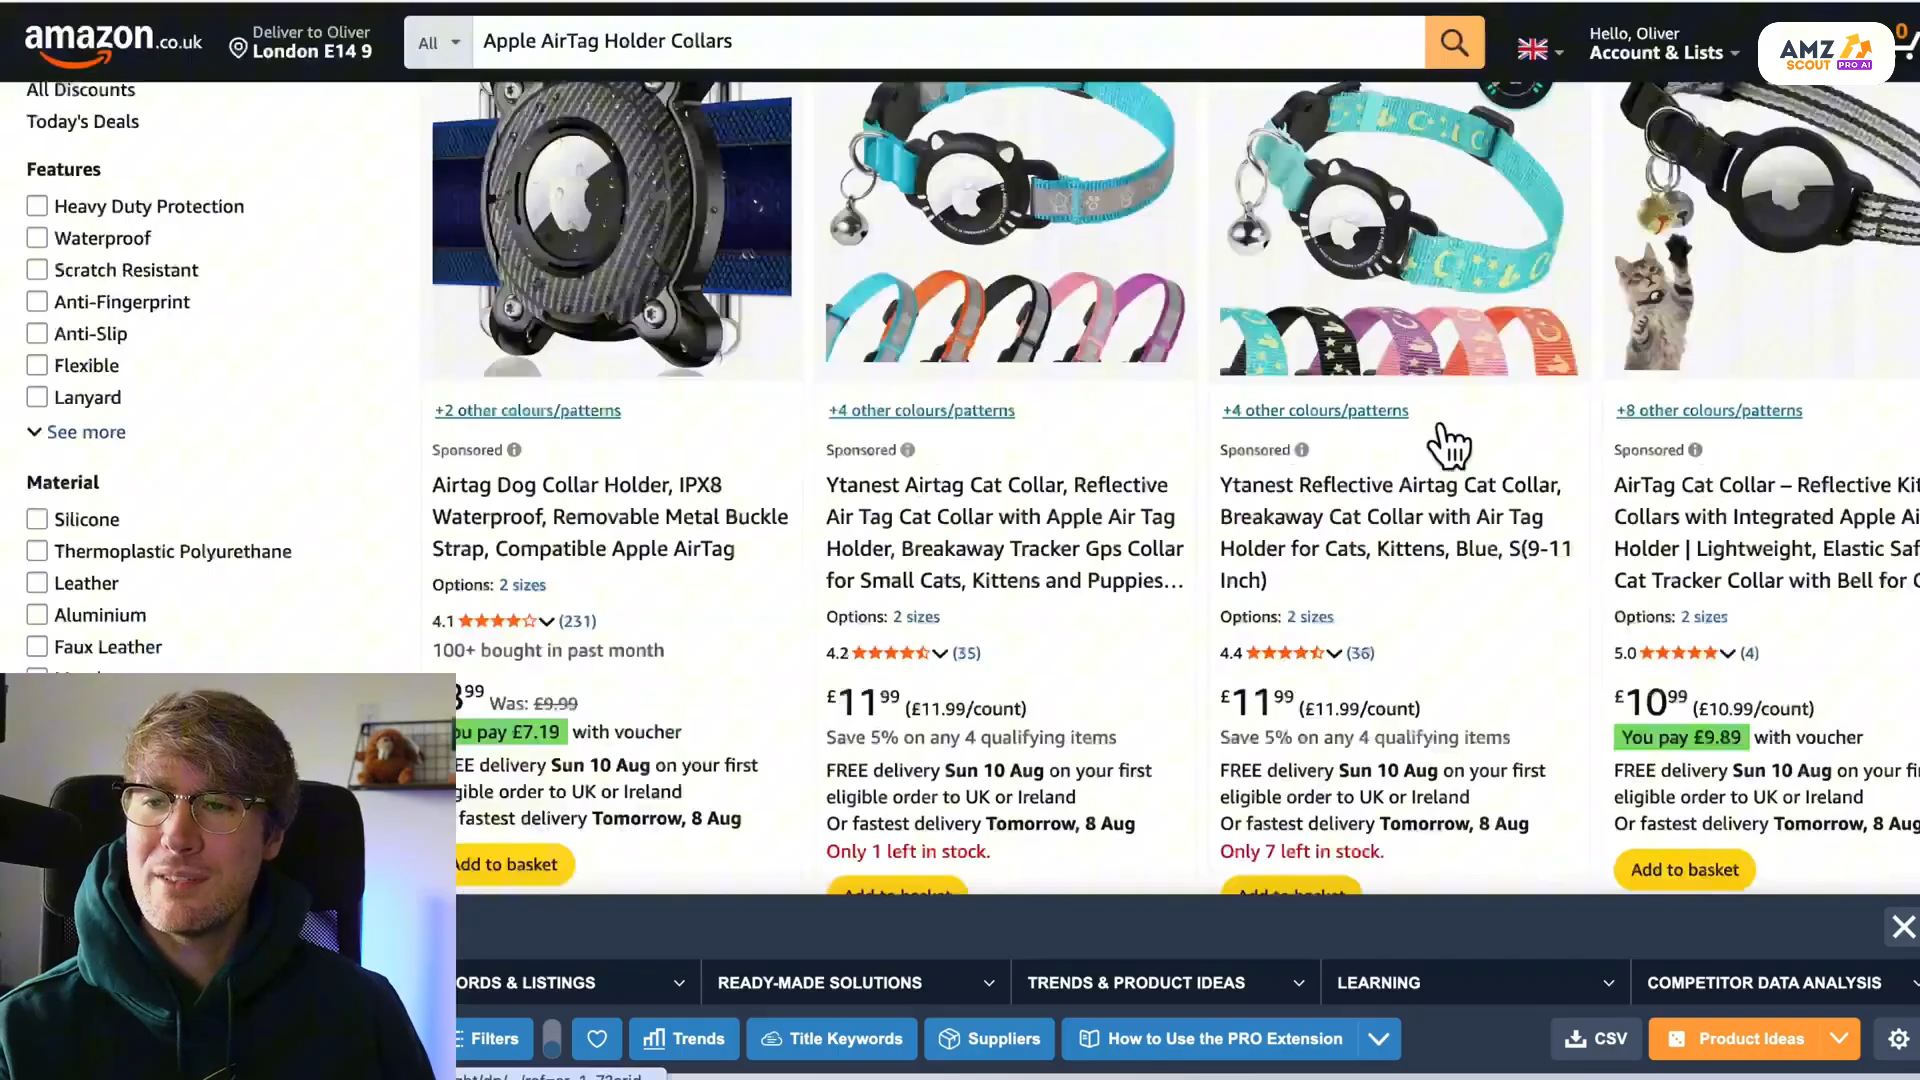 amazon.co.uk
Deliver to Oliver
London E14 9
All
Apple AirTag Holder Collars
Hello, Oliver
Account & Lists
0
AMZ
SCOUT PRO AI
All Discounts
Today's Deals
Features
Heavy Duty Protection
Waterproof
Scratch Resistant
Anti-Fingerprint
Anti-Slip
Flexible
Lanyard
See more
Material
Silicone
Thermoplastic Polyurethane
Leather
Aluminium
Faux Leather
+2 other colours/patterns
Sponsored
Airtag Dog Collar Holder, IPX8
Waterproof, Removable Metal Buckle
Strap, Compatible Apple AirTag
Options: 2 sizes
4.1 (231)
100+ bought in past month
99 Was: £9.99
ou pay £7.19 with voucher
EE delivery Sun 10 Aug on your first
gible order to UK or Ireland
fastest delivery Tomorrow, 8 Aug
Add to basket
+4 other colours/patterns
Sponsored
Ytanest Airtag Cat Collar, Reflective
Air Tag Cat Collar with Apple Air Tag
Holder, Breakaway Tracker Gps Collar
for Small Cats, Kittens and Puppies...
Options: 2 sizes
4.2 (35)
£11.99 (£11.99/count)
Save 5% on any 4 qualifying items
FREE delivery Sun 10 Aug on your first
eligible order to UK or Ireland
Or fastest delivery Tomorrow, 8 Aug
Only 1 left in stock.
Add to basket
+4 other colours/patterns
Sponsored
Ytanest Reflective Airtag Cat Collar,
Breakaway Cat Collar with Air Tag
Holder for Cats, Kittens, Blue, S(9-11
Inch)
Options: 2 sizes
4.4 (36)
£11.99 (£11.99/count)
Save 5% on any 4 qualifying items
FREE delivery Sun 10 Aug on your first
eligible order to UK or Ireland
Or fastest delivery Tomorrow, 8 Aug
Only 7 left in stock.
Add to basket
+8 other colours/patterns
Sponsored
AirTag Cat Collar – Reflective Kit
Collars with Integrated Apple Ai
Holder | Lightweight, Elastic Saf
Cat Tracker Collar with Bell for C
Options: 2 sizes
5.0 (4)
£10.99 (£10.99/count)
You pay £9.89 with voucher
FREE delivery Sun 10 Aug on your fi
eligible order to UK or Ireland
Or fastest delivery Tomorrow, 8 Aug
Add to basket
ORDS & LISTINGS
READY-MADE SOLUTIONS
TRENDS & PRODUCT IDEAS
LEARNING
COMPETITOR DATA ANALYSIS
Filters
Trends
Title Keywords
Suppliers
How to Use the PRO Extension
CSV
Product Ideas